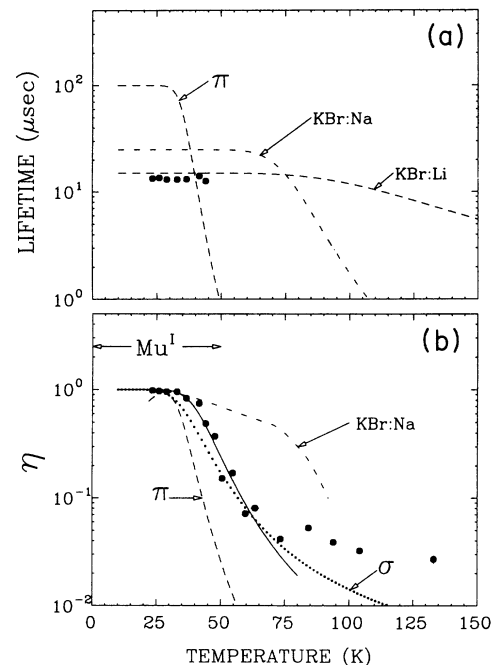 (a)
LIFETIME (μsec)
10²
10¹
10⁰
π
KBr:Na
KBr:Li
(b)
Mu^I
η
10⁰
10⁻¹
10⁻²
KBr:Na
π
σ
0 25 50 75 100 125 150
TEMPERATURE (K)